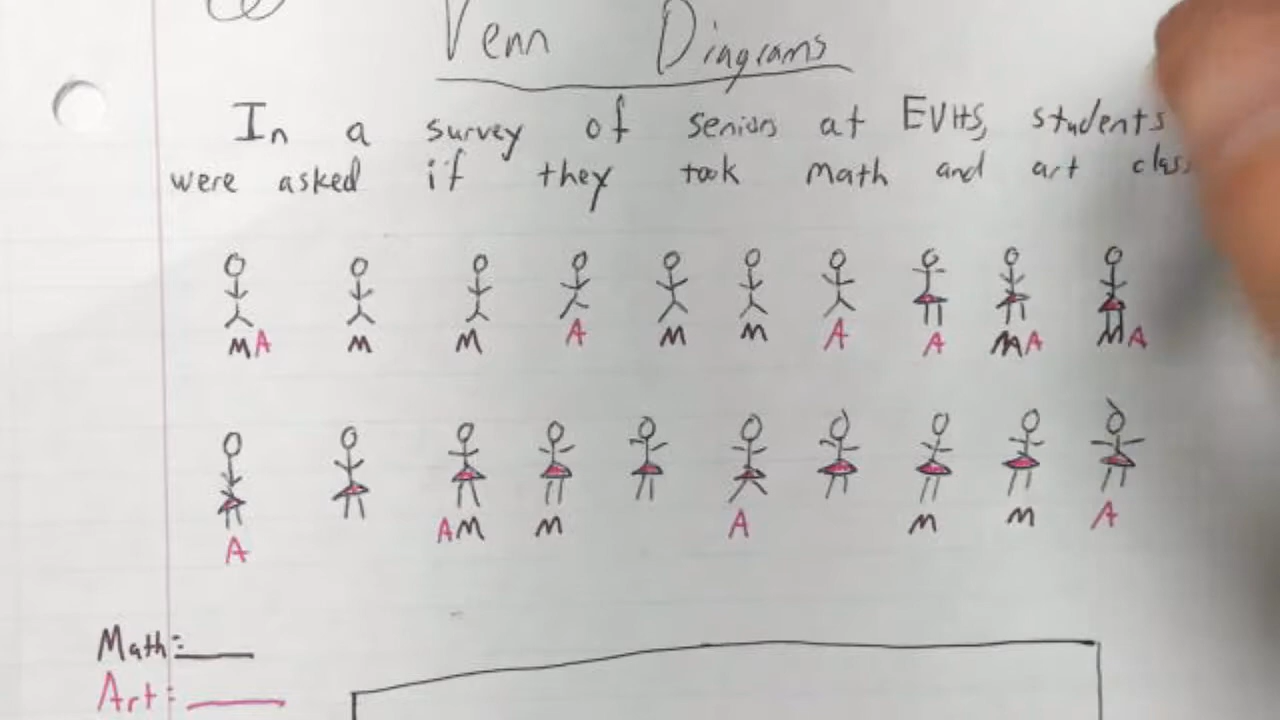 Venn Diagrams
In a survey of seniors at EVHS, students
were asked if they took math and art class
MA M M A M M A A MA MA
A AM M A M M A
Math:
Art: